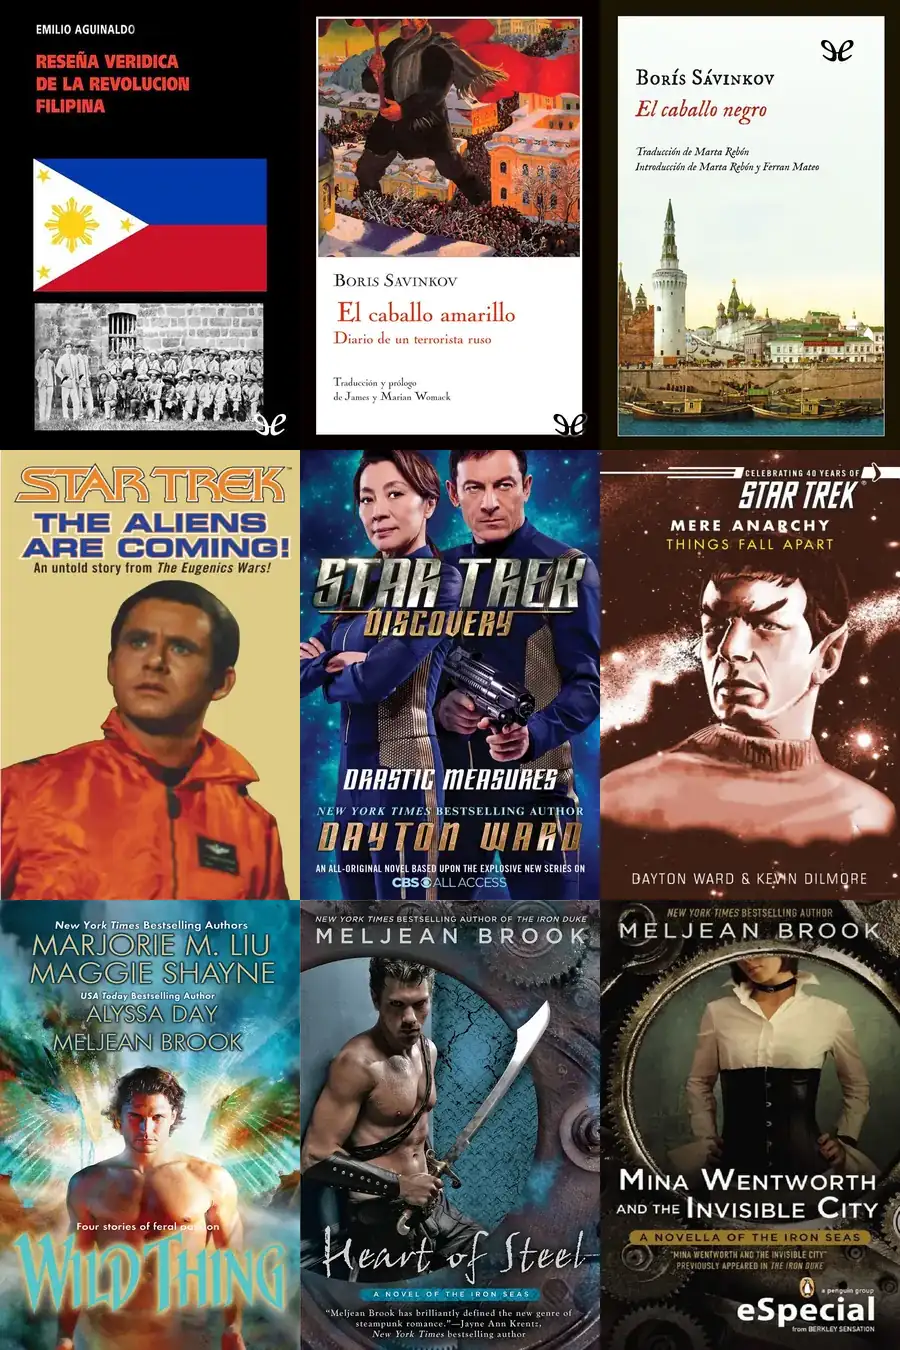 EMILIO AGUINALDO
RESEÑA VERIDICA
DE LA REVOLUCION
FILIPINA
BORIS SAVINKOV
El caballo amarillo
Diario de un terrorista ruso
Traducción y prólogo
de James y Marian Womack
BORÍS SÁVINKOV
El caballo negro
Traducción de Marta Rebón
Introducción de Marta Rebón y Ferran Mateo
STAR TREK™
THE ALIENS
ARE COMING!
An untold story from The Eugenics Wars!
STAR TREK
DISCOVERY
DRASTIC MEASURES
NEW YORK TIMES BESTSELLING AUTHOR
DAYTON WARD
AN ALL-ORIGINAL NOVEL BASED UPON THE EXPLOSIVE NEW SERIES ON
CBS ALL ACCESS
CELEBRATING 40 YEARS OF
STAR TREK®
MERE ANARCHY
THINGS FALL APART
DAYTON WARD & KEVIN DILMORE
New York Times Bestselling Authors
MARJORIE M. LIU
MAGGIE SHAYNE
USA Today Bestselling Author
ALYSSA DAY
MELJEAN BROOK
Four stories of feral passion
WILD THING
NEW YORK TIMES BESTSELLING AUTHOR OF THE IRON DUKE
MELJEAN BROOK
Heart of Steel
A NOVEL OF THE IRON SEAS
"Meljean Brook has brilliantly defined the new genre of
steampunk romance."—Jayne Ann Krentz,
New York Times bestselling author
NEW YORK TIMES BESTSELLING AUTHOR
MELJEAN BROOK
MINA WENTWORTH
AND THE INVISIBLE CITY
A NOVELLA OF THE IRON SEAS
"MINA WENTWORTH AND THE INVISIBLE CITY"
PREVIOUSLY APPEARED IN THE IRON DUKE
a penguin group
eSpecial
from BERKLEY SENSATION